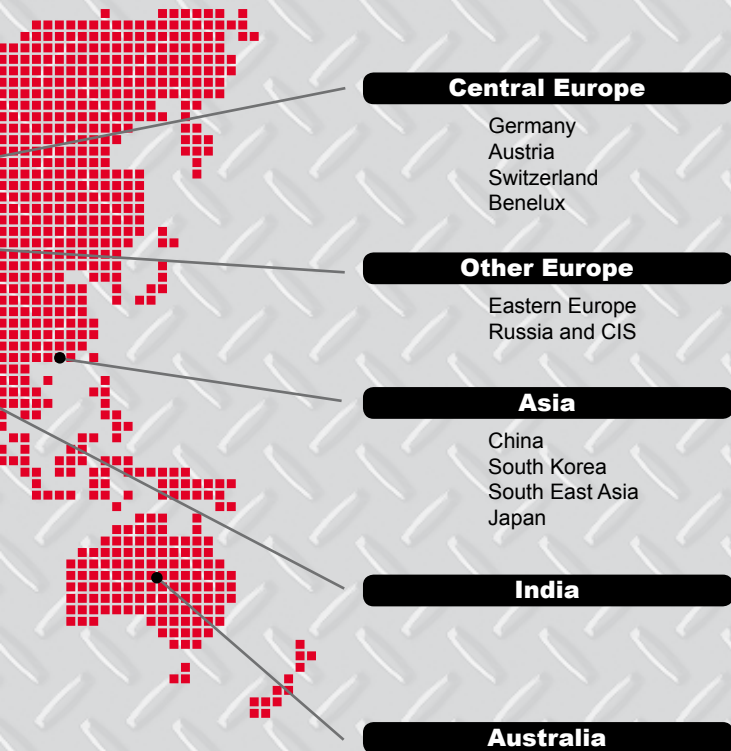 Central Europe
Germany
Austria
Switzerland
Benelux
Other Europe
Eastern Europe
Russia and CIS
Asia
China
South Korea
South East Asia
Japan
India
Australia